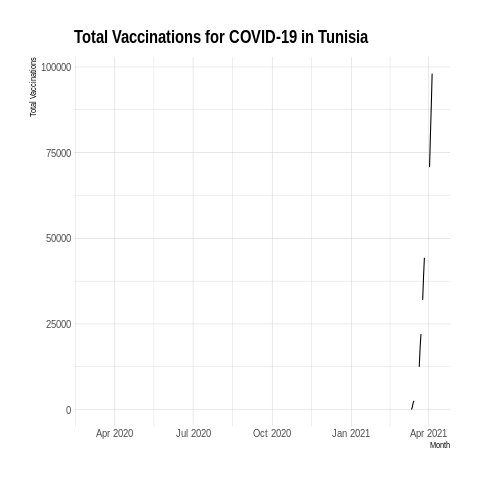 Total Vaccinations for COVID-19 in Tunisia
Total Vaccinations
100000
75000
50000
25000
0
Apr 2020 Jul 2020 Oct 2020 Jan 2021 Apr 2021
Month